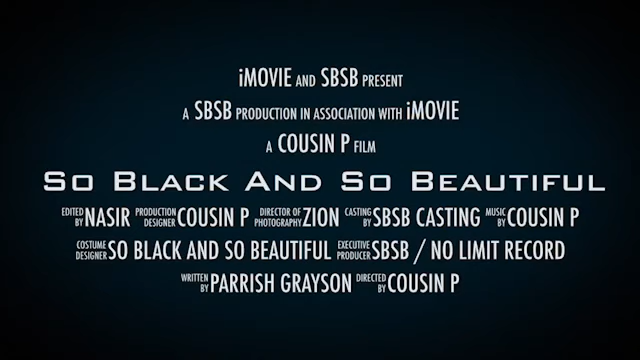 iMOVIE AND SBSB PRESENT
A SBSB PRODUCTION IN ASSOCIATION WITH iMOVIE
A COUSIN P FILM
SO BLACK AND SO BEAUTIFUL
EDITED BY NASIR PRODUCTION DESIGNER COUSIN P DIRECTOR OF PHOTOGRAPHY ZION CASTING BY SBSB CASTING MUSIC BY COUSIN P
COSTUME DESIGNER SO BLACK AND SO BEAUTIFUL EXECUTIVE PRODUCER SBSB / NO LIMIT RECORD
WRITTEN BY PARRISH GRAYSON DIRECTED BY COUSIN P